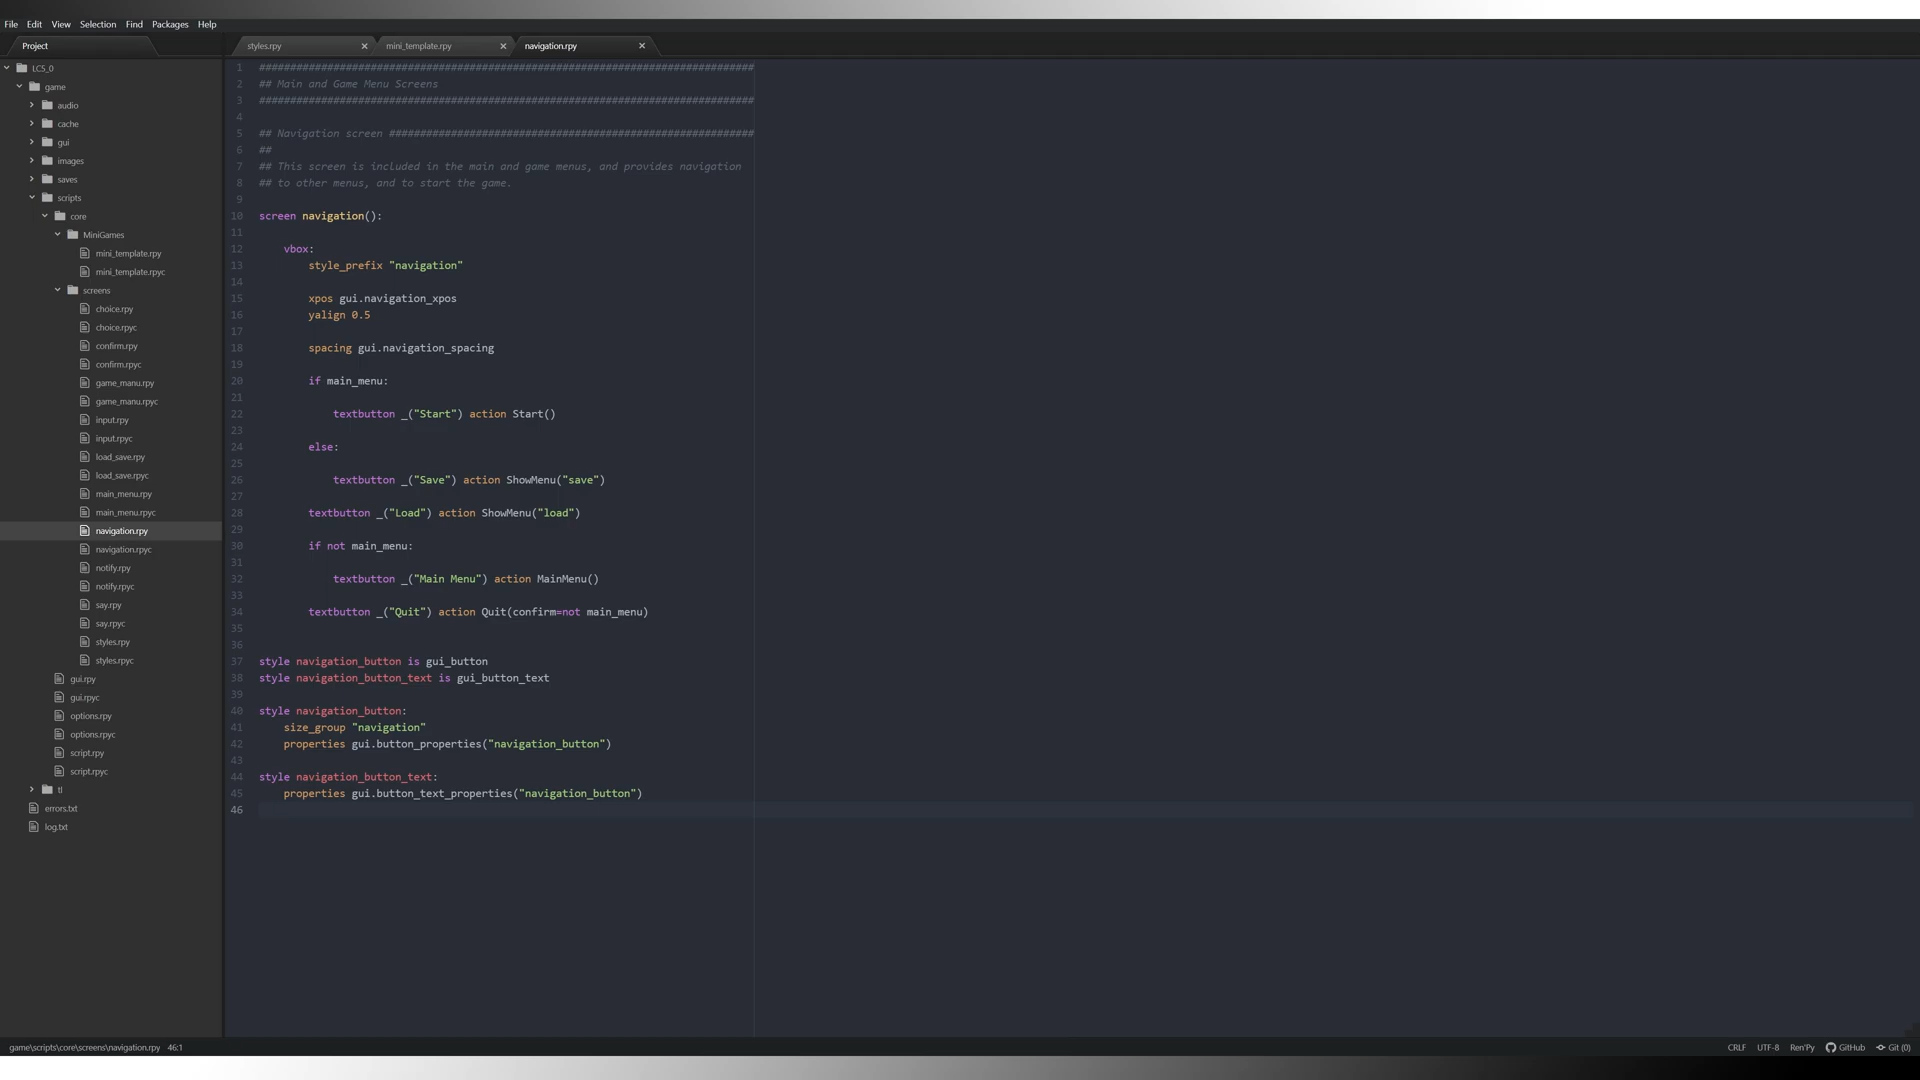 File Edit View Selection Find Packages Help
Project
styles.rpy
mini_template.rpy
navigation.rpy
LC5_0
game
audio
cache
gui
images
saves
scripts
core
MiniGames
mini_template.rpy
mini_template.rpyc
screens
choice.rpy
choice.rpyc
confirm.rpy
confirm.rpyc
game_manu.rpy
game_manu.rpyc
input.rpy
input.rpyc
load_save.rpy
load_save.rpyc
main_menu.rpy
main_menu.rpyc
navigation.rpy
navigation.rpyc
notify.rpy
notify.rpyc
say.rpy
say.rpyc
styles.rpy
styles.rpyc
gui.rpy
gui.rpyc
options.rpy
options.rpyc
script.rpy
script.rpyc
tl
errors.txt
log.txt
1 ################################################################################
2 ## Main and Game Menu Screens
3 ################################################################################
4
5 ## Navigation screen ###########################################################
6 ##
7 ## This screen is included in the main and game menus, and provides navigation
8 ## to other menus, and to start the game.
9
10 screen navigation():
11
12     vbox:
13         style_prefix "navigation"
14
15         xpos gui.navigation_xpos
16         yalign 0.5
17
18         spacing gui.navigation_spacing
19
20         if main_menu:
21
22             textbutton _("Start") action Start()
23
24         else:
25
26             textbutton _("Save") action ShowMenu("save")
27
28         textbutton _("Load") action ShowMenu("load")
29
30         if not main_menu:
31
32             textbutton _("Main Menu") action MainMenu()
33
34         textbutton _("Quit") action Quit(confirm=not main_menu)
35
36
37 style navigation_button is gui_button
38 style navigation_button_text is gui_button_text
39
40 style navigation_button:
41     size_group "navigation"
42     properties gui.button_properties("navigation_button")
43
44 style navigation_button_text:
45     properties gui.button_text_properties("navigation_button")
46
game\scripts\core\screens\navigation.rpy 46:1
CRLF UTF-8 Ren'Py GitHub Git (0)